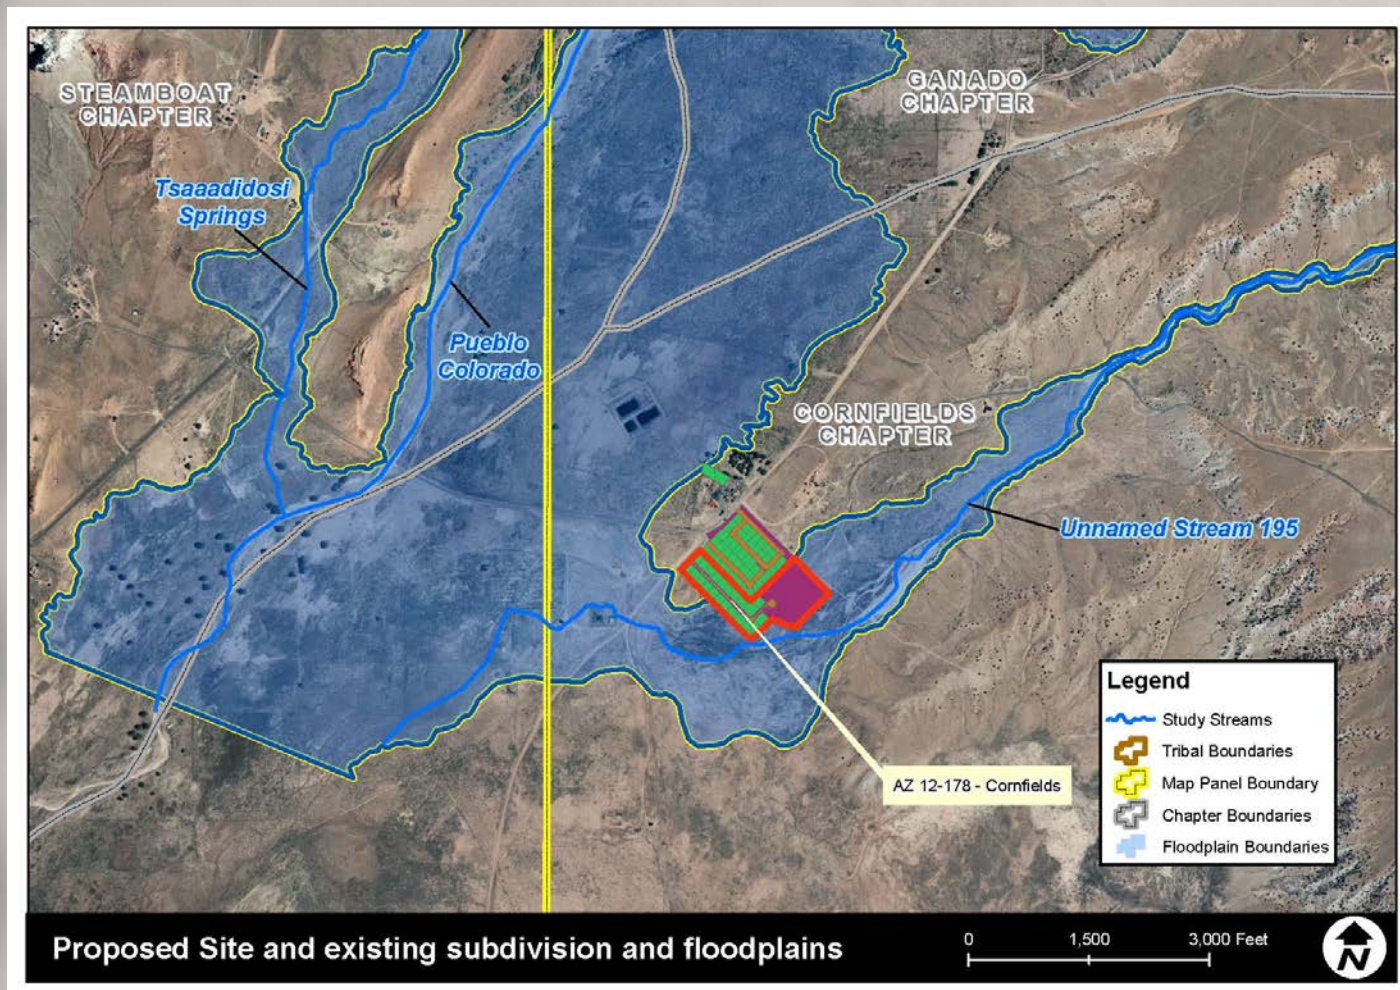 STEAMBOAT
CHAPTER
GANADO
CHAPTER
Tsaaadidosi
Springs
Pueblo
Colorado
CORNFIELDS
CHAPTER
Unnamed Stream 195
AZ 12-178 - Cornfields
Legend
Study Streams
Tribal Boundaries
Map Panel Boundary
Chapter Boundaries
Floodplain Boundaries
Proposed Site and existing subdivision and floodplains
0 1,500 3,000 Feet
N